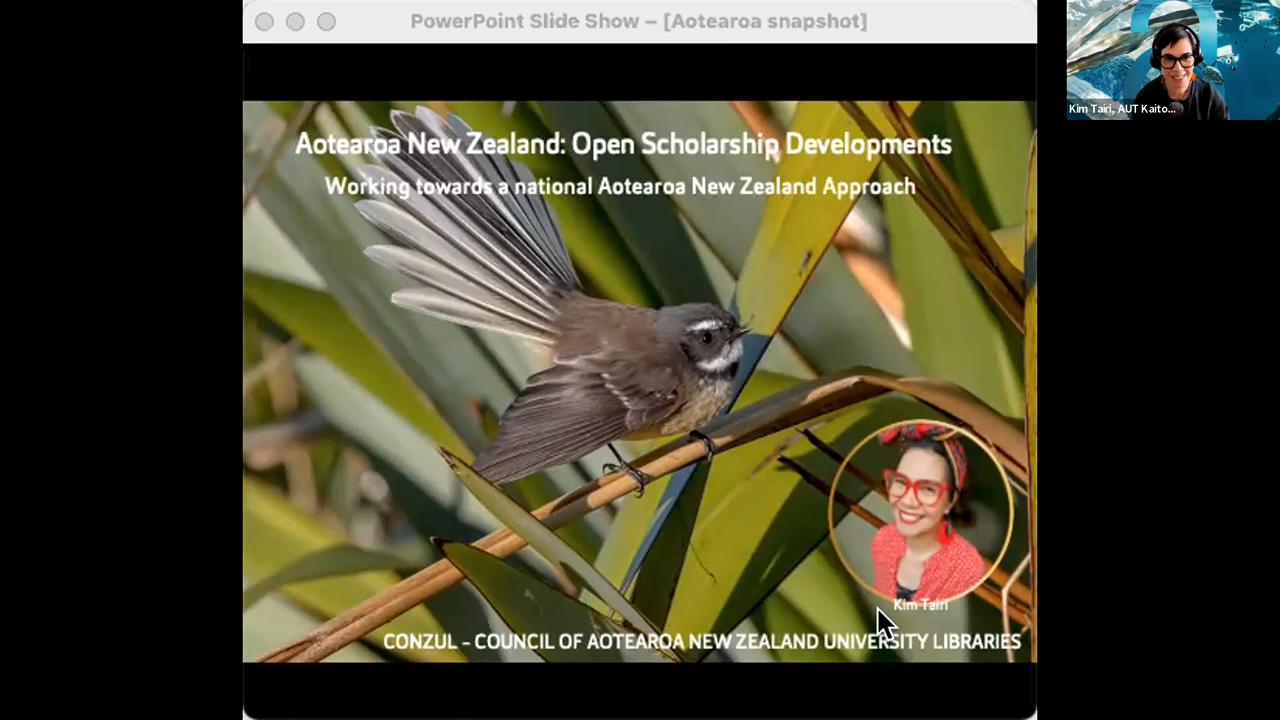 PowerPoint Slide Show – [Aotearoa snapshot]
Kim Tairi, AUT Kaito...
Aotearoa New Zealand: Open Scholarship Developments
Working towards a national Aotearoa New Zealand Approach
Kim Tairi
CONZUL - COUNCIL OF AOTEAROA NEW ZEALAND UNIVERSITY LIBRARIES